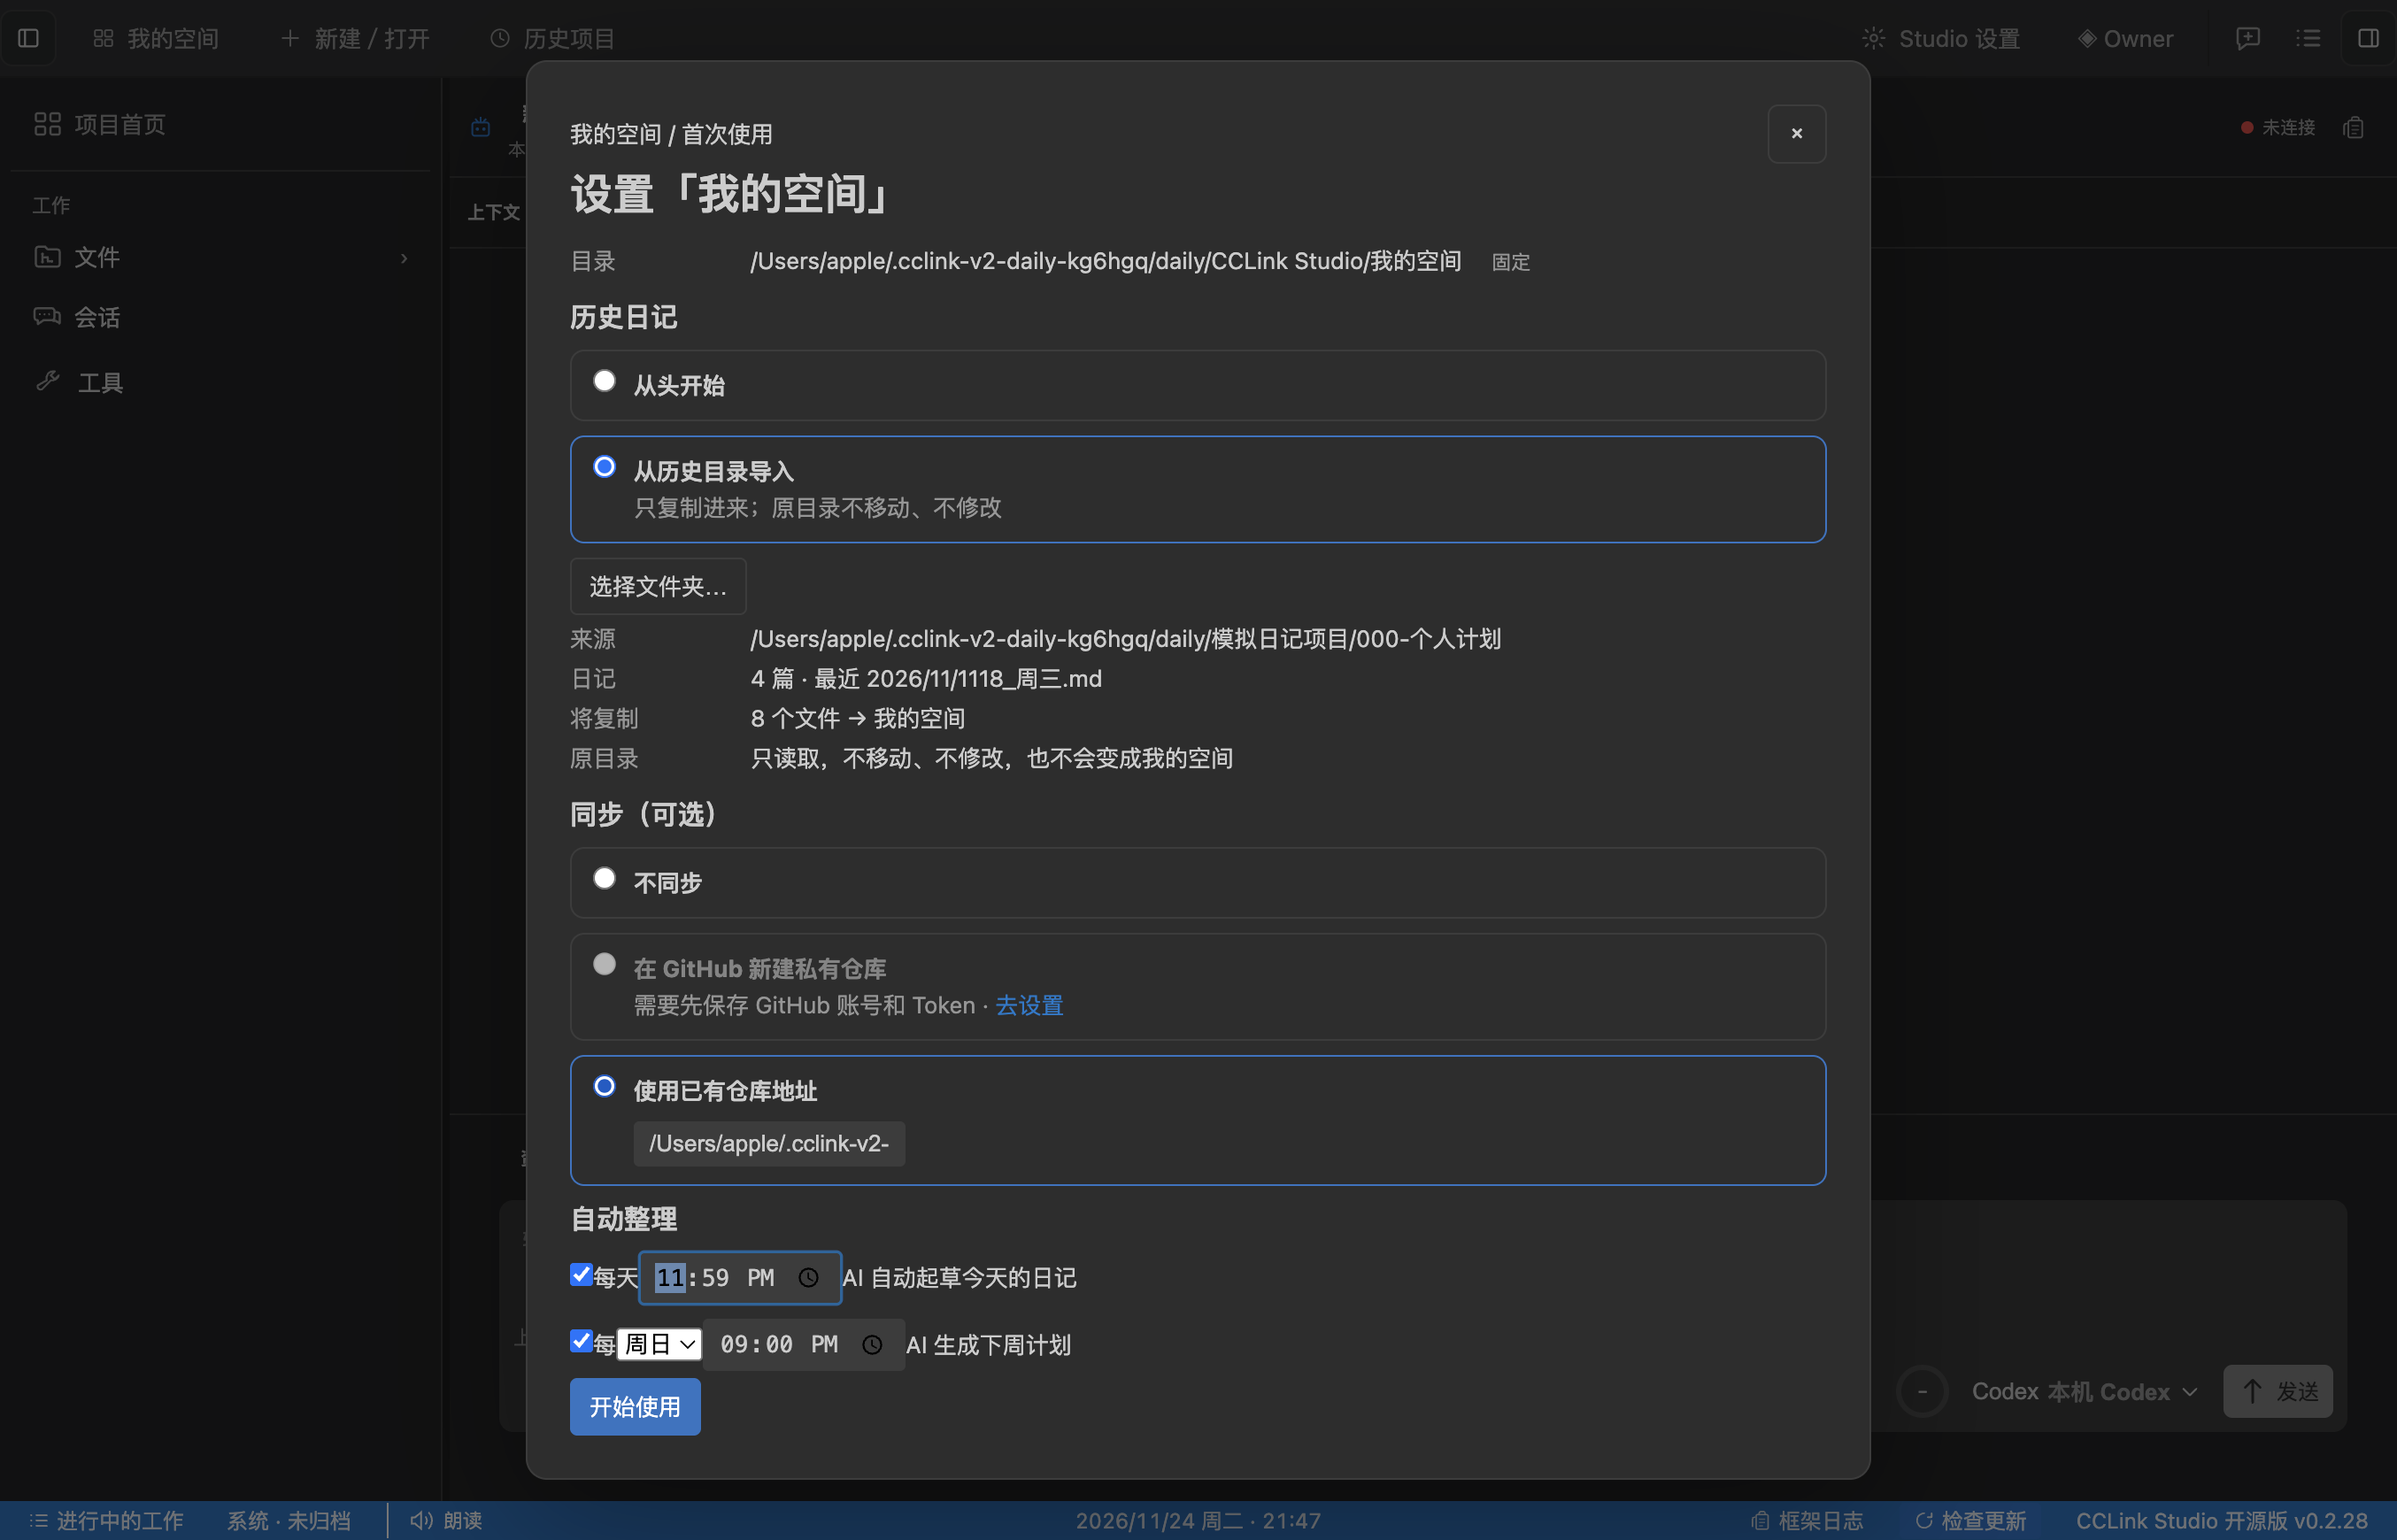 我的空间
新建 / 打开
历史项目
Studio 设置
Owner
项目首页
工作
文件
会话
工具
上下文
未连接
我的空间 / 首次使用
设置「我的空间」
目录 /Users/apple/.cclink-v2-daily-kg6hgq/daily/CCLink Studio/我的空间 固定
历史日记
从头开始
从历史目录导入
只复制进来；原目录不移动、不修改
选择文件夹...
来源 /Users/apple/.cclink-v2-daily-kg6hgq/daily/模拟日记项目/000-个人计划
日记 4 篇 · 最近 2026/11/1118_周三.md
将复制 8 个文件 → 我的空间
原目录 只读取，不移动、不修改，也不会变成我的空间
同步（可选）
不同步
在 GitHub 新建私有仓库
需要先保存 GitHub 账号和 Token · 去设置
使用已有仓库地址
/Users/apple/.cclink-v2-
自动整理
每天 11:59 PM AI 自动起草今天的日记
每 周日 09:00 PM AI 生成下周计划
开始使用
Codex 本机 Codex
发送
进行中的工作
系统 · 未归档
朗读
2026/11/24 周二 · 21:47
框架日志
检查更新
CCLink Studio 开源版 v0.2.28